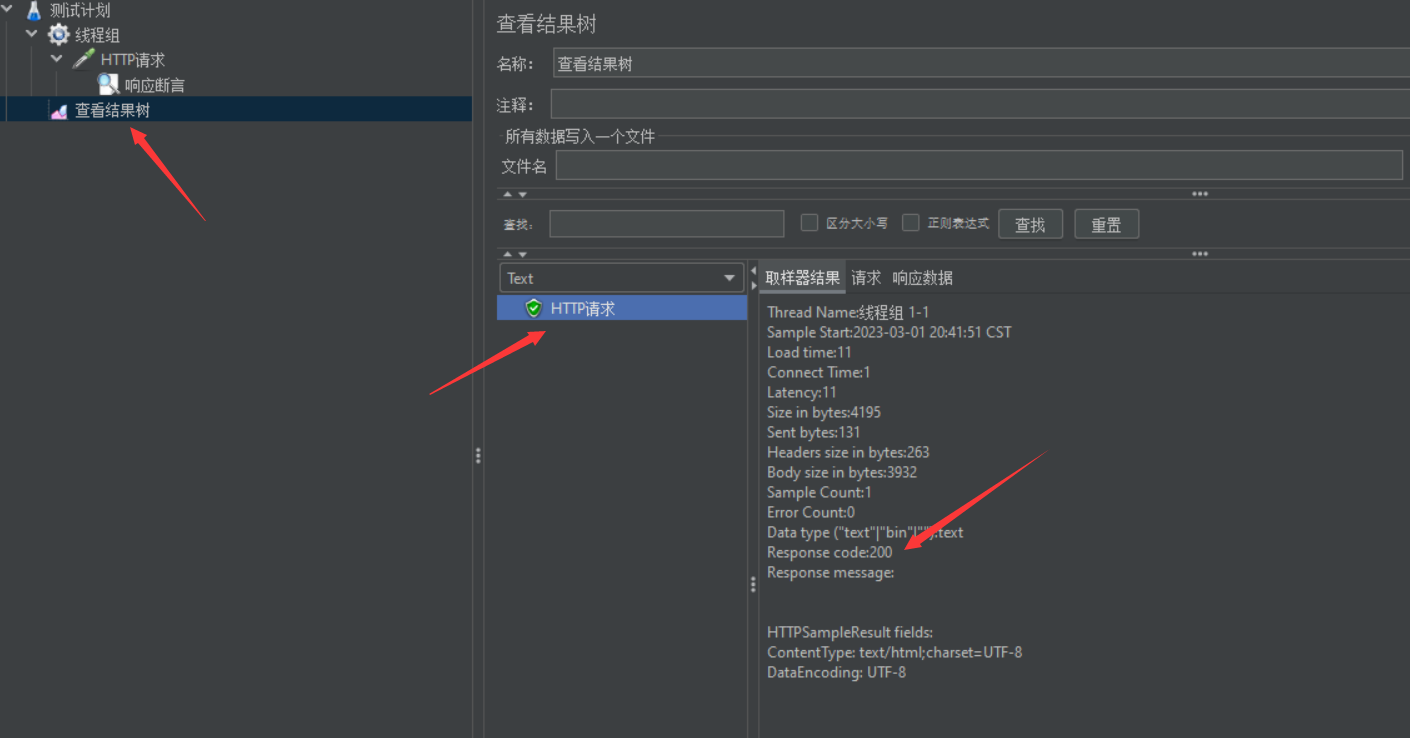 测试计划
线程组
HTTP请求
响应断言
查看结果树
查看结果树
名称： 查看结果树
注释：
所有数据写入一个文件
文件名
查找: 区分大小写 正则表达式 查找 重置
Text
HTTP请求
取样器结果 请求 响应数据
Thread Name:线程组 1-1
Sample Start:2023-03-01 20:41:51 CST
Load time:11
Connect Time:1
Latency:11
Size in bytes:4195
Sent bytes:131
Headers size in bytes:263
Body size in bytes:3932
Sample Count:1
Error Count:0
Data type ("text"|"bin"|""):text
Response code:200
Response message:
HTTPSampleResult fields:
ContentType: text/html;charset=UTF-8
DataEncoding: UTF-8